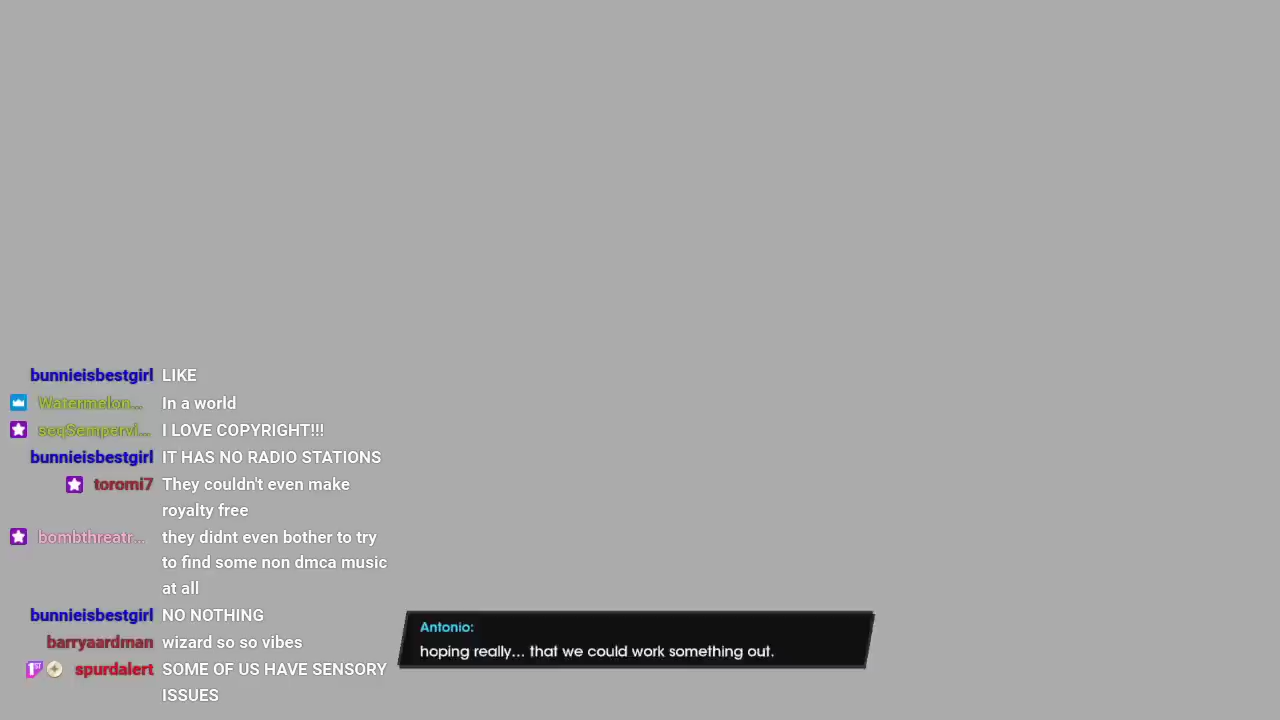 bunnieisbestgirl LIKE
Watermelon... In a world
seqSempervi... I LOVE COPYRIGHT!!!
bunnieisbestgirl IT HAS NO RADIO STATIONS
toromi7 They couldn't even make
royalty free
bombthreatr... they didnt even bother to try
to find some non dmca music
at all
bunnieisbestgirl NO NOTHING
barryaardman wizard so so vibes
1ST spurdalert SOME OF US HAVE SENSORY
ISSUES
Antonio:
hoping really... that we could work something out.